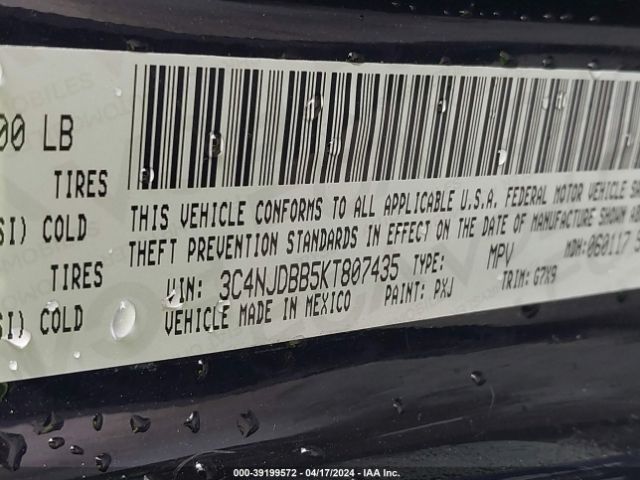 00 LB
TIRES
SI) COLD
TIRES
SI) COLD
THIS VEHICLE CONFORMS TO ALL APPLICABLE U.S.A. FEDERAL MOTOR VEHICLE
THEFT PREVENTION STANDARDS IN EFFECT ON THE DATE OF MANUFACTURE SHOWN
VIN: 3C4NJDBB5KT807435 TYPE: MPV MDH:060117
VEHICLE MADE IN MEXICO PAINT: PXJ TRIM: G7X9
000-39199572 - 04/17/2024 - IAA Inc.